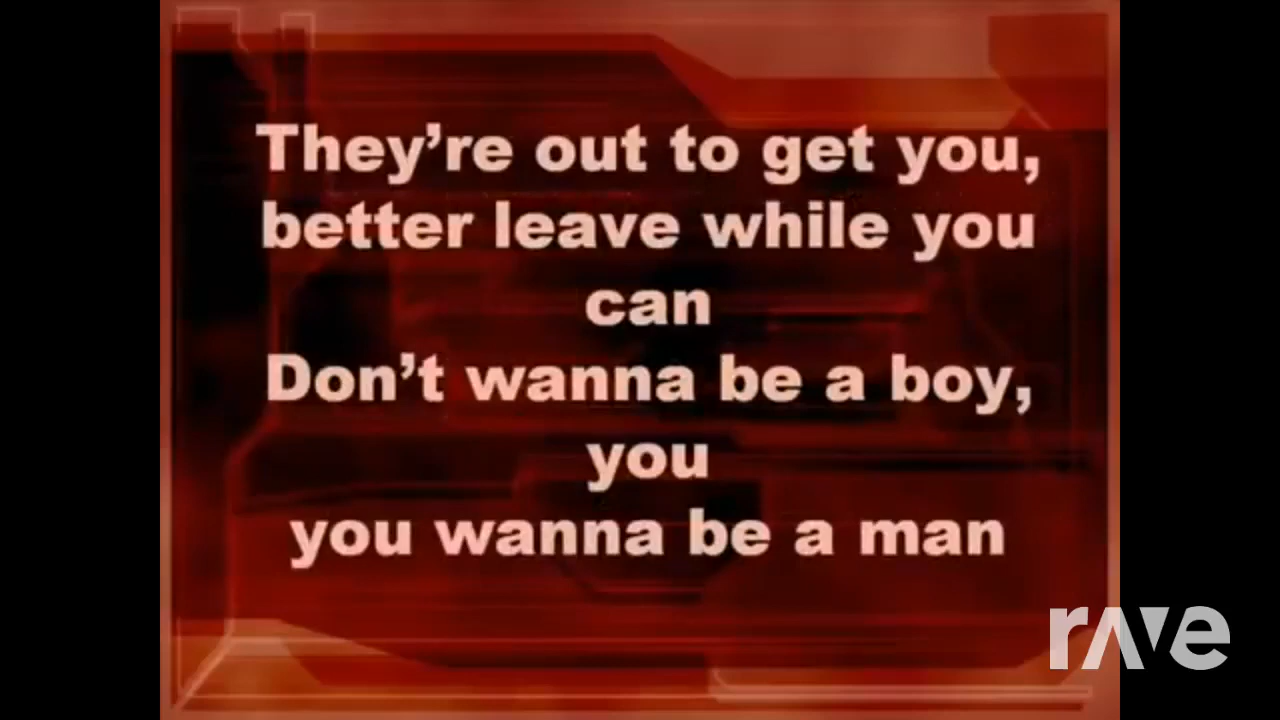 They’re out to get you,
better leave while you
can
Don’t wanna be a boy,
you
you wanna be a man
rave